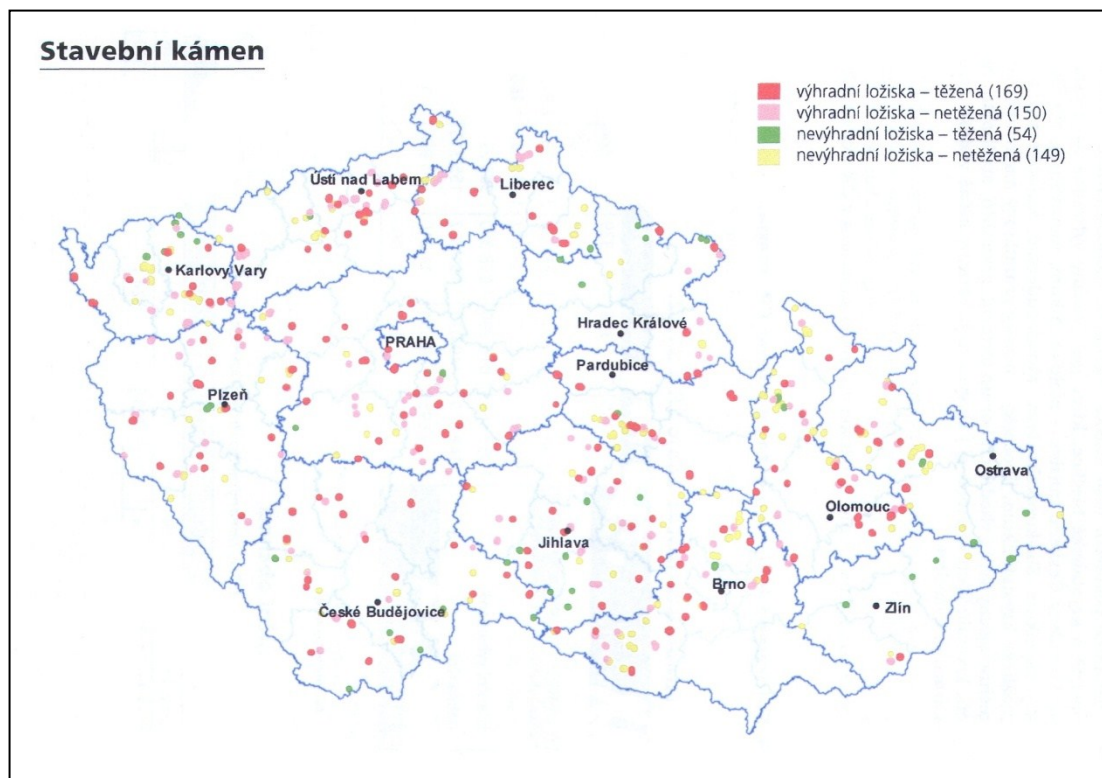 Stavební kámen
výhradní ložiska – těžená (169)
výhradní ložiska – netěžená (150)
nevýhradní ložiska – těžená (54)
nevýhradní ložiska – netěžená (149)
Ústí nad Labem
Liberec
Karlovy Vary
Hradec Králové
PRAHA
Pardubice
Plzeň
Ostrava
Olomouc
Jihlava
Brno
České Budějovice
Zlín